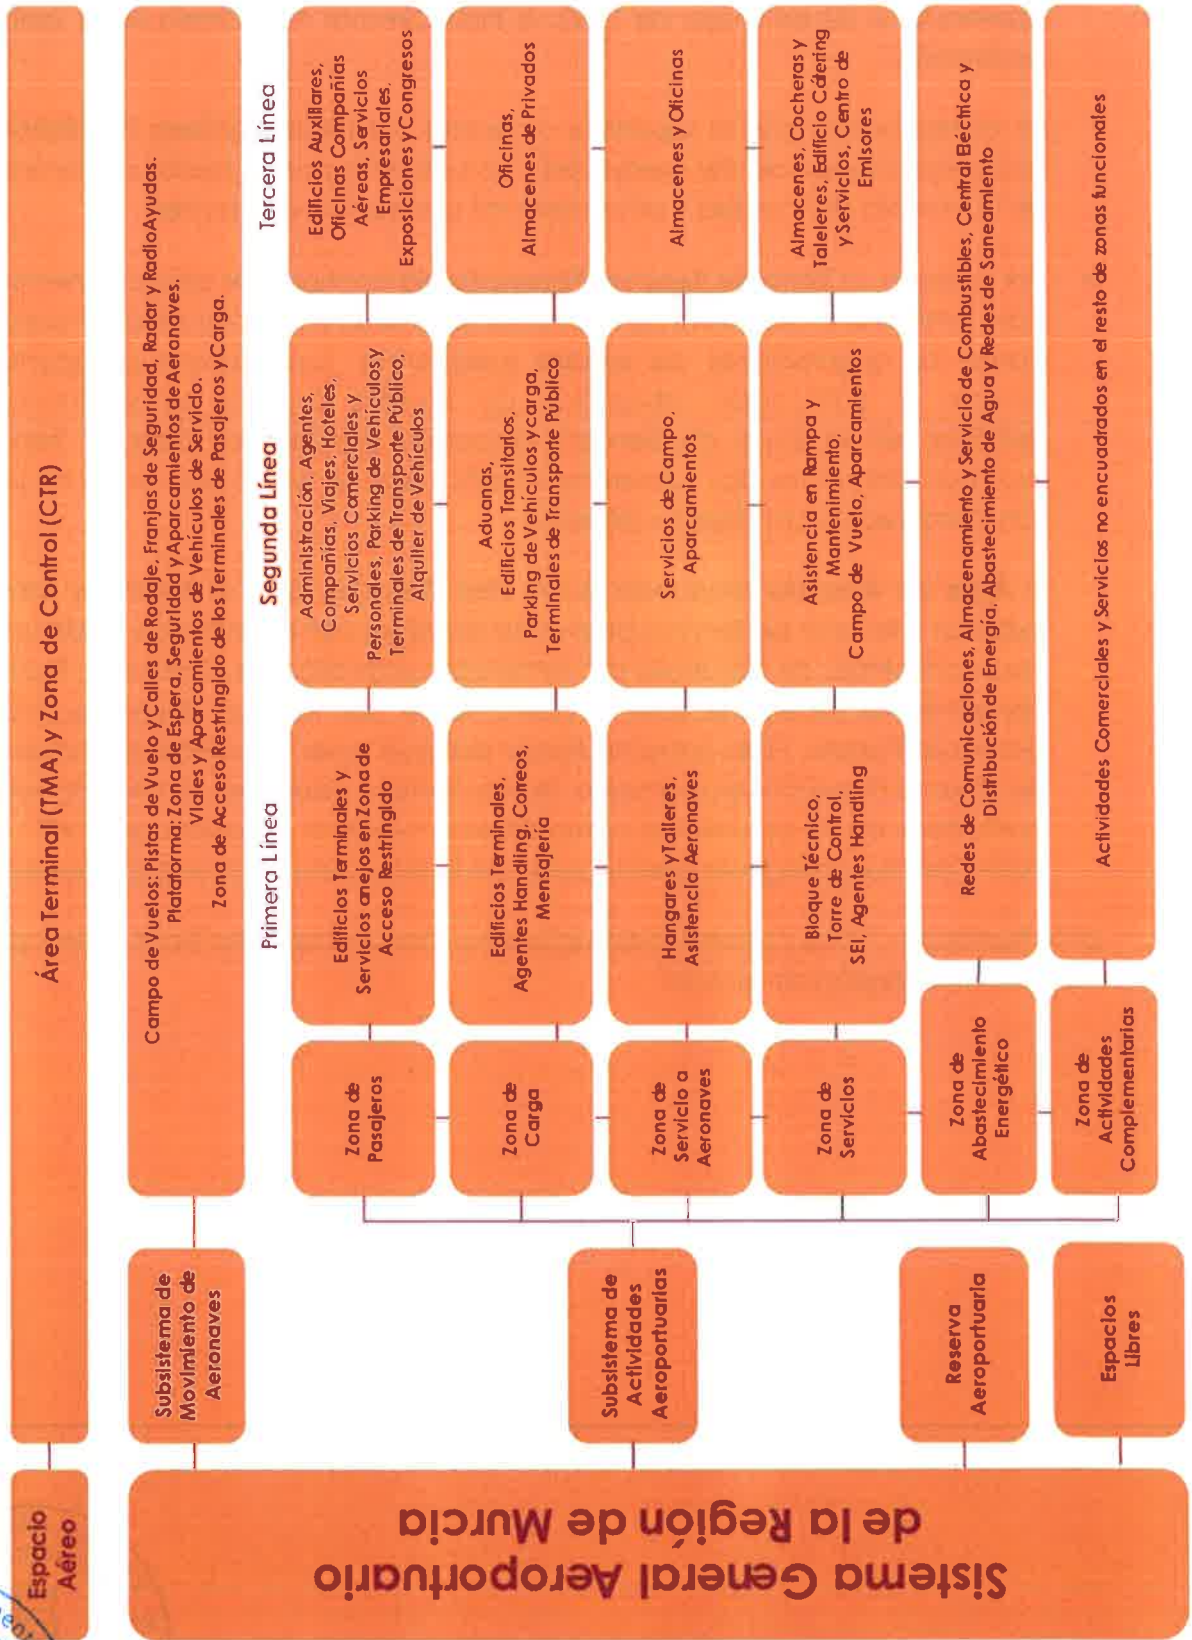 Espacio
Aéreo
Área Terminal (TMA) y Zona de Control (CTR)
Sistema General Aeroportuario
de la Región de Murcia
Subsistema de
Movimiento de
Aeronaves
Campo de Vuelos: Pistas de Vuelo y Calles de Rodaje, Franjas de Seguridad, Radar y RadioAyudas.
Plataforma: Zona de Espera, Seguridad y Aparcamientos de Aeronaves.
Viales y Aparcamientos de Vehículos de Servicio.
Zona de Acceso Restringido de los Terminales de Pasajeros y Carga.
Primera Línea
Segunda Línea
Tercera Línea
Subsistema de
Actividades
Aeroportuarias
Zona de
Pasajeros
Edificios Terminales y
Servicios anejos en Zona de
Acceso Restringido
Administración, Agentes,
Compañías, Viajes, Hoteles,
Servicios Comerciales y
Personales, Parking de Vehículos y
Terminales de Transporte Público,
Alquiler de Vehículos
Edificios Auxiliares,
Oficinas Compañías
Aéreas, Servicios
Empresariales,
Exposiciones y Congresos
Zona de
Carga
Edificios Terminales,
Agentes Handling, Correos,
Mensajería
Aduanas,
Edificios Transitarios,
Parking de Vehículos y carga,
Terminales de Transporte Público
Oficinas,
Almacenes de Privados
Zona de
Servicio a
Aeronaves
Hangares y Talleres,
Asistencia Aeronaves
Servicios de Campo,
Aparcamientos
Almacenes y Oficinas
Zona de
Servicios
Bloque Técnico,
Torre de Control,
SEI, Agentes Handling
Asistencia en Rampa y
Mantenimiento,
Campo de Vuelo, Aparcamientos
Almacenes, Cocheras y
Taleleres, Edificio Cátering
y Servicios, Centro de
Emisores
Zona de
Abastecimiento
Energético
Redes de Comunicaciones, Almacenamiento y Servicio de Combustibles, Central Eléctrica y
Distribución de Energía, Abastecimiento de Agua y Redes de Saneamiento
Zona de
Actividades
Complementarias
Actividades Comerciales y Servicios no encuadrados en el resto de zonas funcionales
Reserva
Aeroportuaria
Espacios
Libres